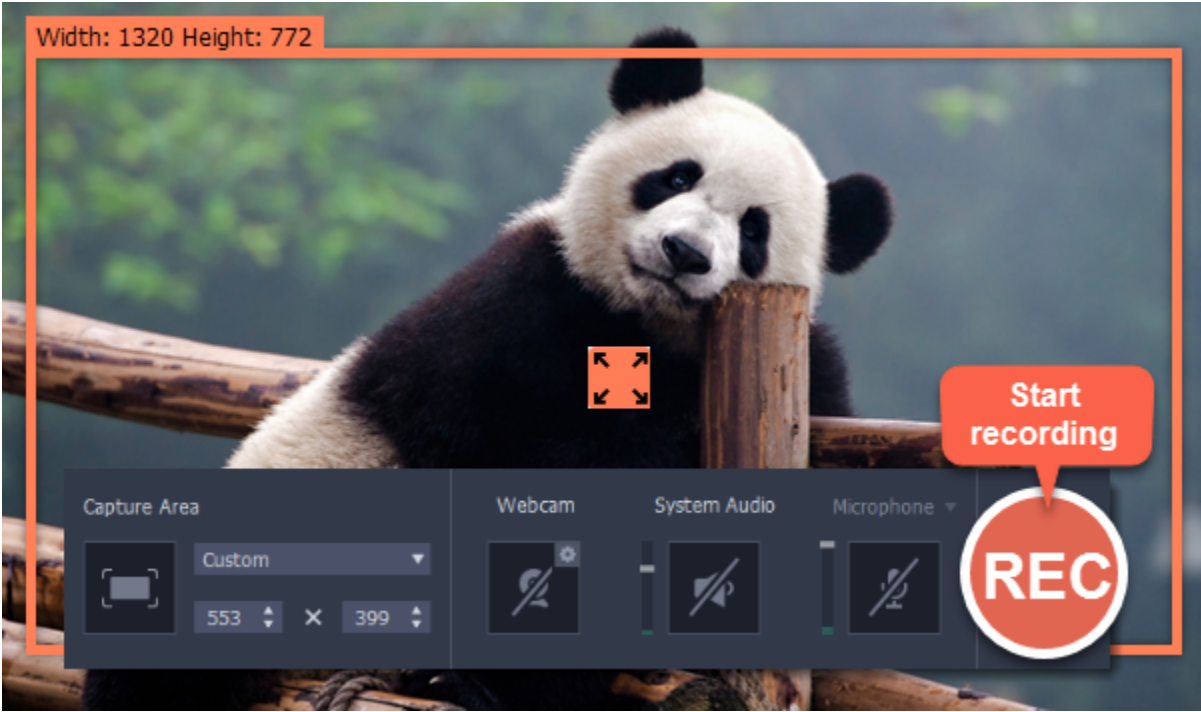 Width: 1320 Height: 772
Start
recording
Capture Area
Webcam
System Audio
Microphone
Custom
553 × 399
REC